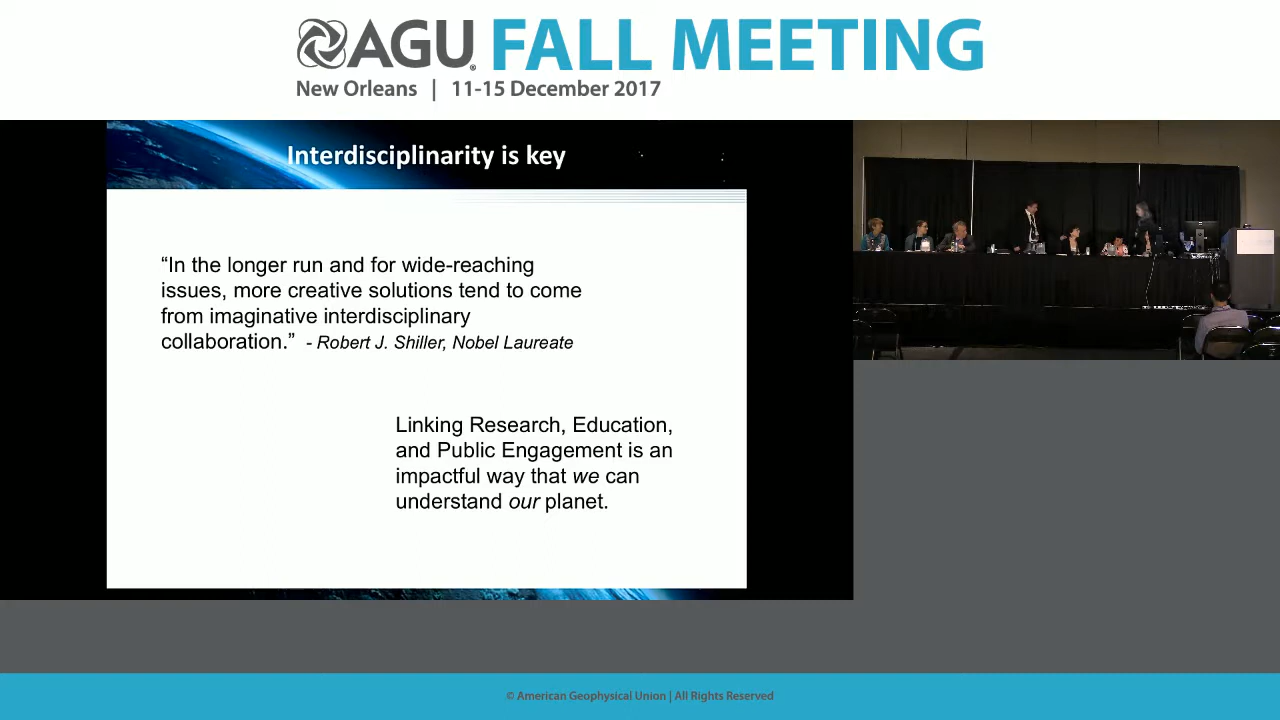 AGU FALL MEETING
New Orleans | 11-15 December 2017
Interdisciplinarity is key
“In the longer run and for wide-reaching
issues, more creative solutions tend to come
from imaginative interdisciplinary
collaboration.” - Robert J. Shiller, Nobel Laureate
Linking Research, Education,
and Public Engagement is an
impactful way that we can
understand our planet.
© American Geophysical Union | All Rights Reserved